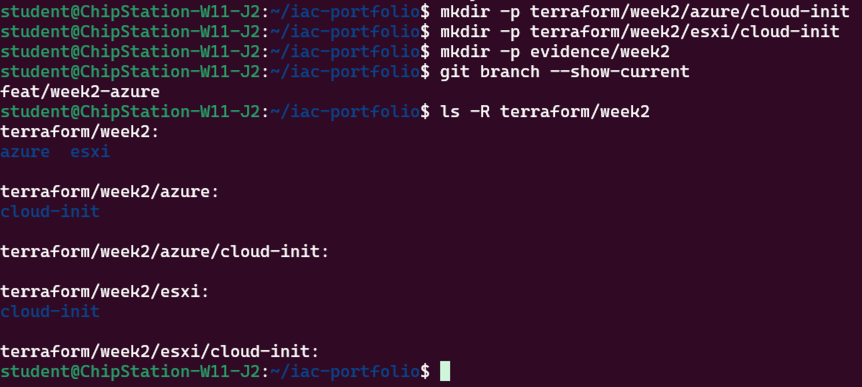 student@ChipStation-W11-J2:~/iac-portfolio$ mkdir -p terraform/week2/azure/cloud-init
student@ChipStation-W11-J2:~/iac-portfolio$ mkdir -p terraform/week2/esxi/cloud-init
student@ChipStation-W11-J2:~/iac-portfolio$ mkdir -p evidence/week2
student@ChipStation-W11-J2:~/iac-portfolio$ git branch --show-current
feat/week2-azure
student@ChipStation-W11-J2:~/iac-portfolio$ ls -R terraform/week2
terraform/week2:
azure  esxi

terraform/week2/azure:
cloud-init

terraform/week2/azure/cloud-init:

terraform/week2/esxi:
cloud-init

terraform/week2/esxi/cloud-init:
student@ChipStation-W11-J2:~/iac-portfolio$